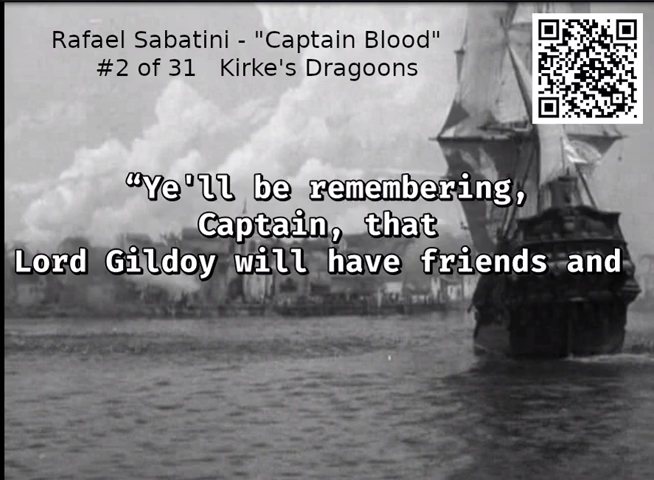 Rafael Sabatini - "Captain Blood"
#2 of 31   Kirke's Dragoons
“Ye'll be remembering,
Captain, that
Lord Gildoy will have friends and